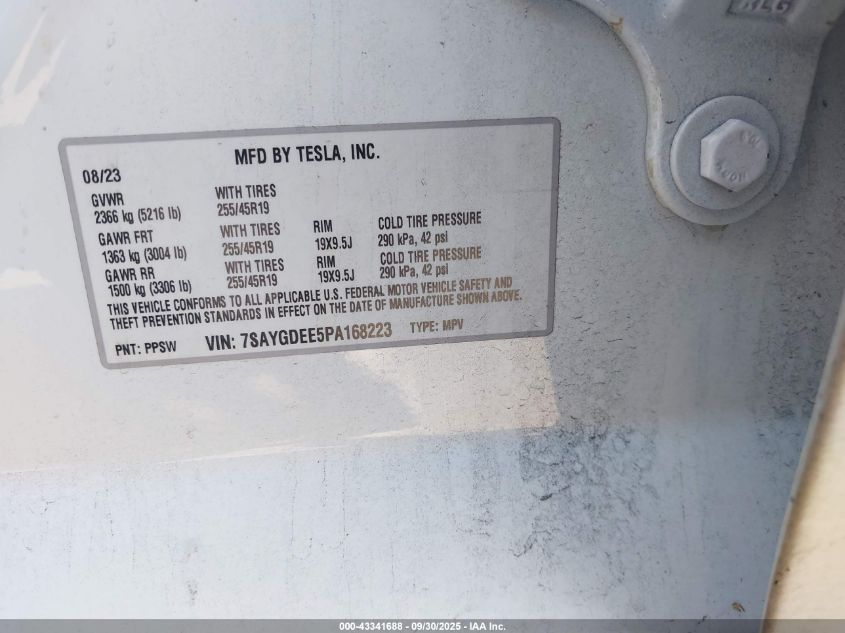 MFD BY TESLA, INC.
08/23
GVWR WITH TIRES
2366 kg (5216 lb) 255/45R19
GAWR FRT WITH TIRES RIM COLD TIRE PRESSURE
1363 kg (3004 lb) 255/45R19 19X9.5J 290 kPa, 42 psi
GAWR RR WITH TIRES RIM COLD TIRE PRESSURE
1500 kg (3306 lb) 255/45R19 19X9.5J 290 kPa, 42 psi
THIS VEHICLE CONFORMS TO ALL APPLICABLE U.S. FEDERAL MOTOR VEHICLE SAFETY AND
THEFT PREVENTION STANDARDS IN EFFECT ON THE DATE OF MANUFACTURE SHOWN ABOVE.
PNT: PPSW VIN: 7SAYGDEE5PA168223 TYPE: MPV
000-43341688 - 09/30/2025 - IAA Inc.